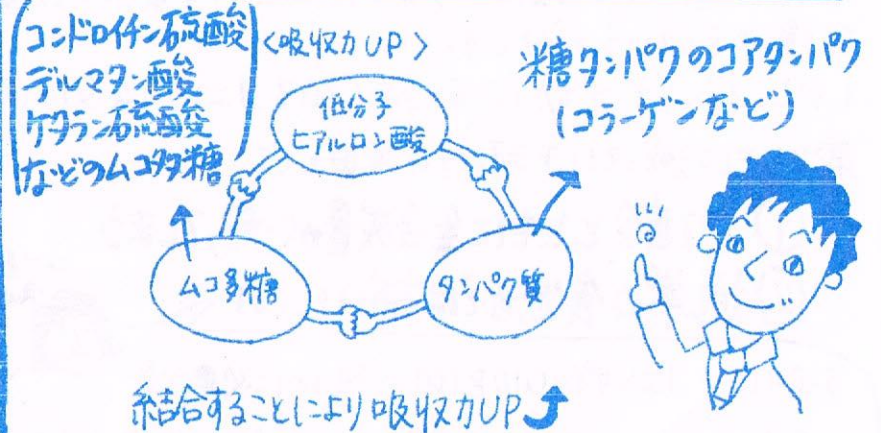 コンドロイチン硫酸
デルマタン酸
ケタラン硫酸
などのムコ多糖
〈吸収力UP〉
低分子
ヒアルロン酸
糖タンパクのコアタンパク
(コラーゲンなど)
ムコ多糖
タンパク質
結合することにより吸収力UP